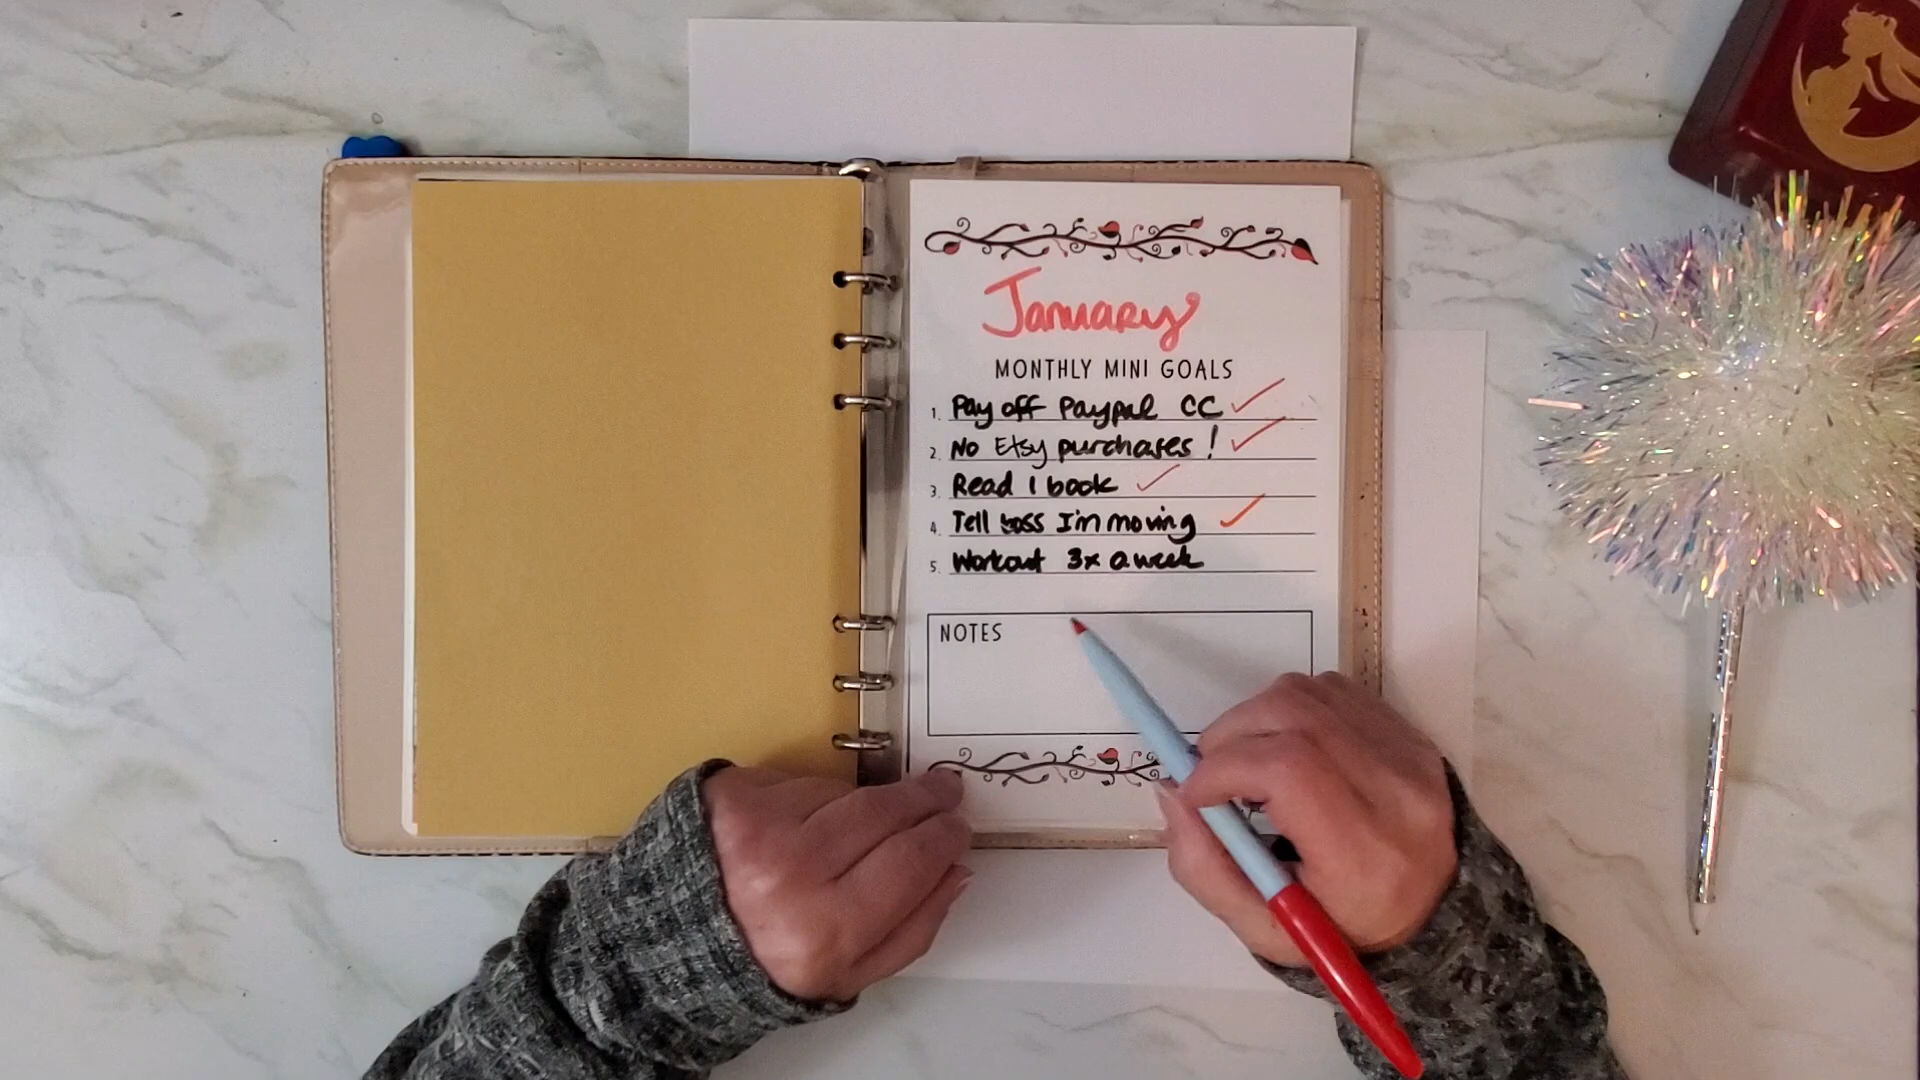 January
MONTHLY MINI GOALS
1. Pay off Paypal CC ✓
2. No Etsy purchases! ✓
3. Read 1 book ✓
4. Tell boss I'm moving ✓
5. Workout 3x a week
NOTES